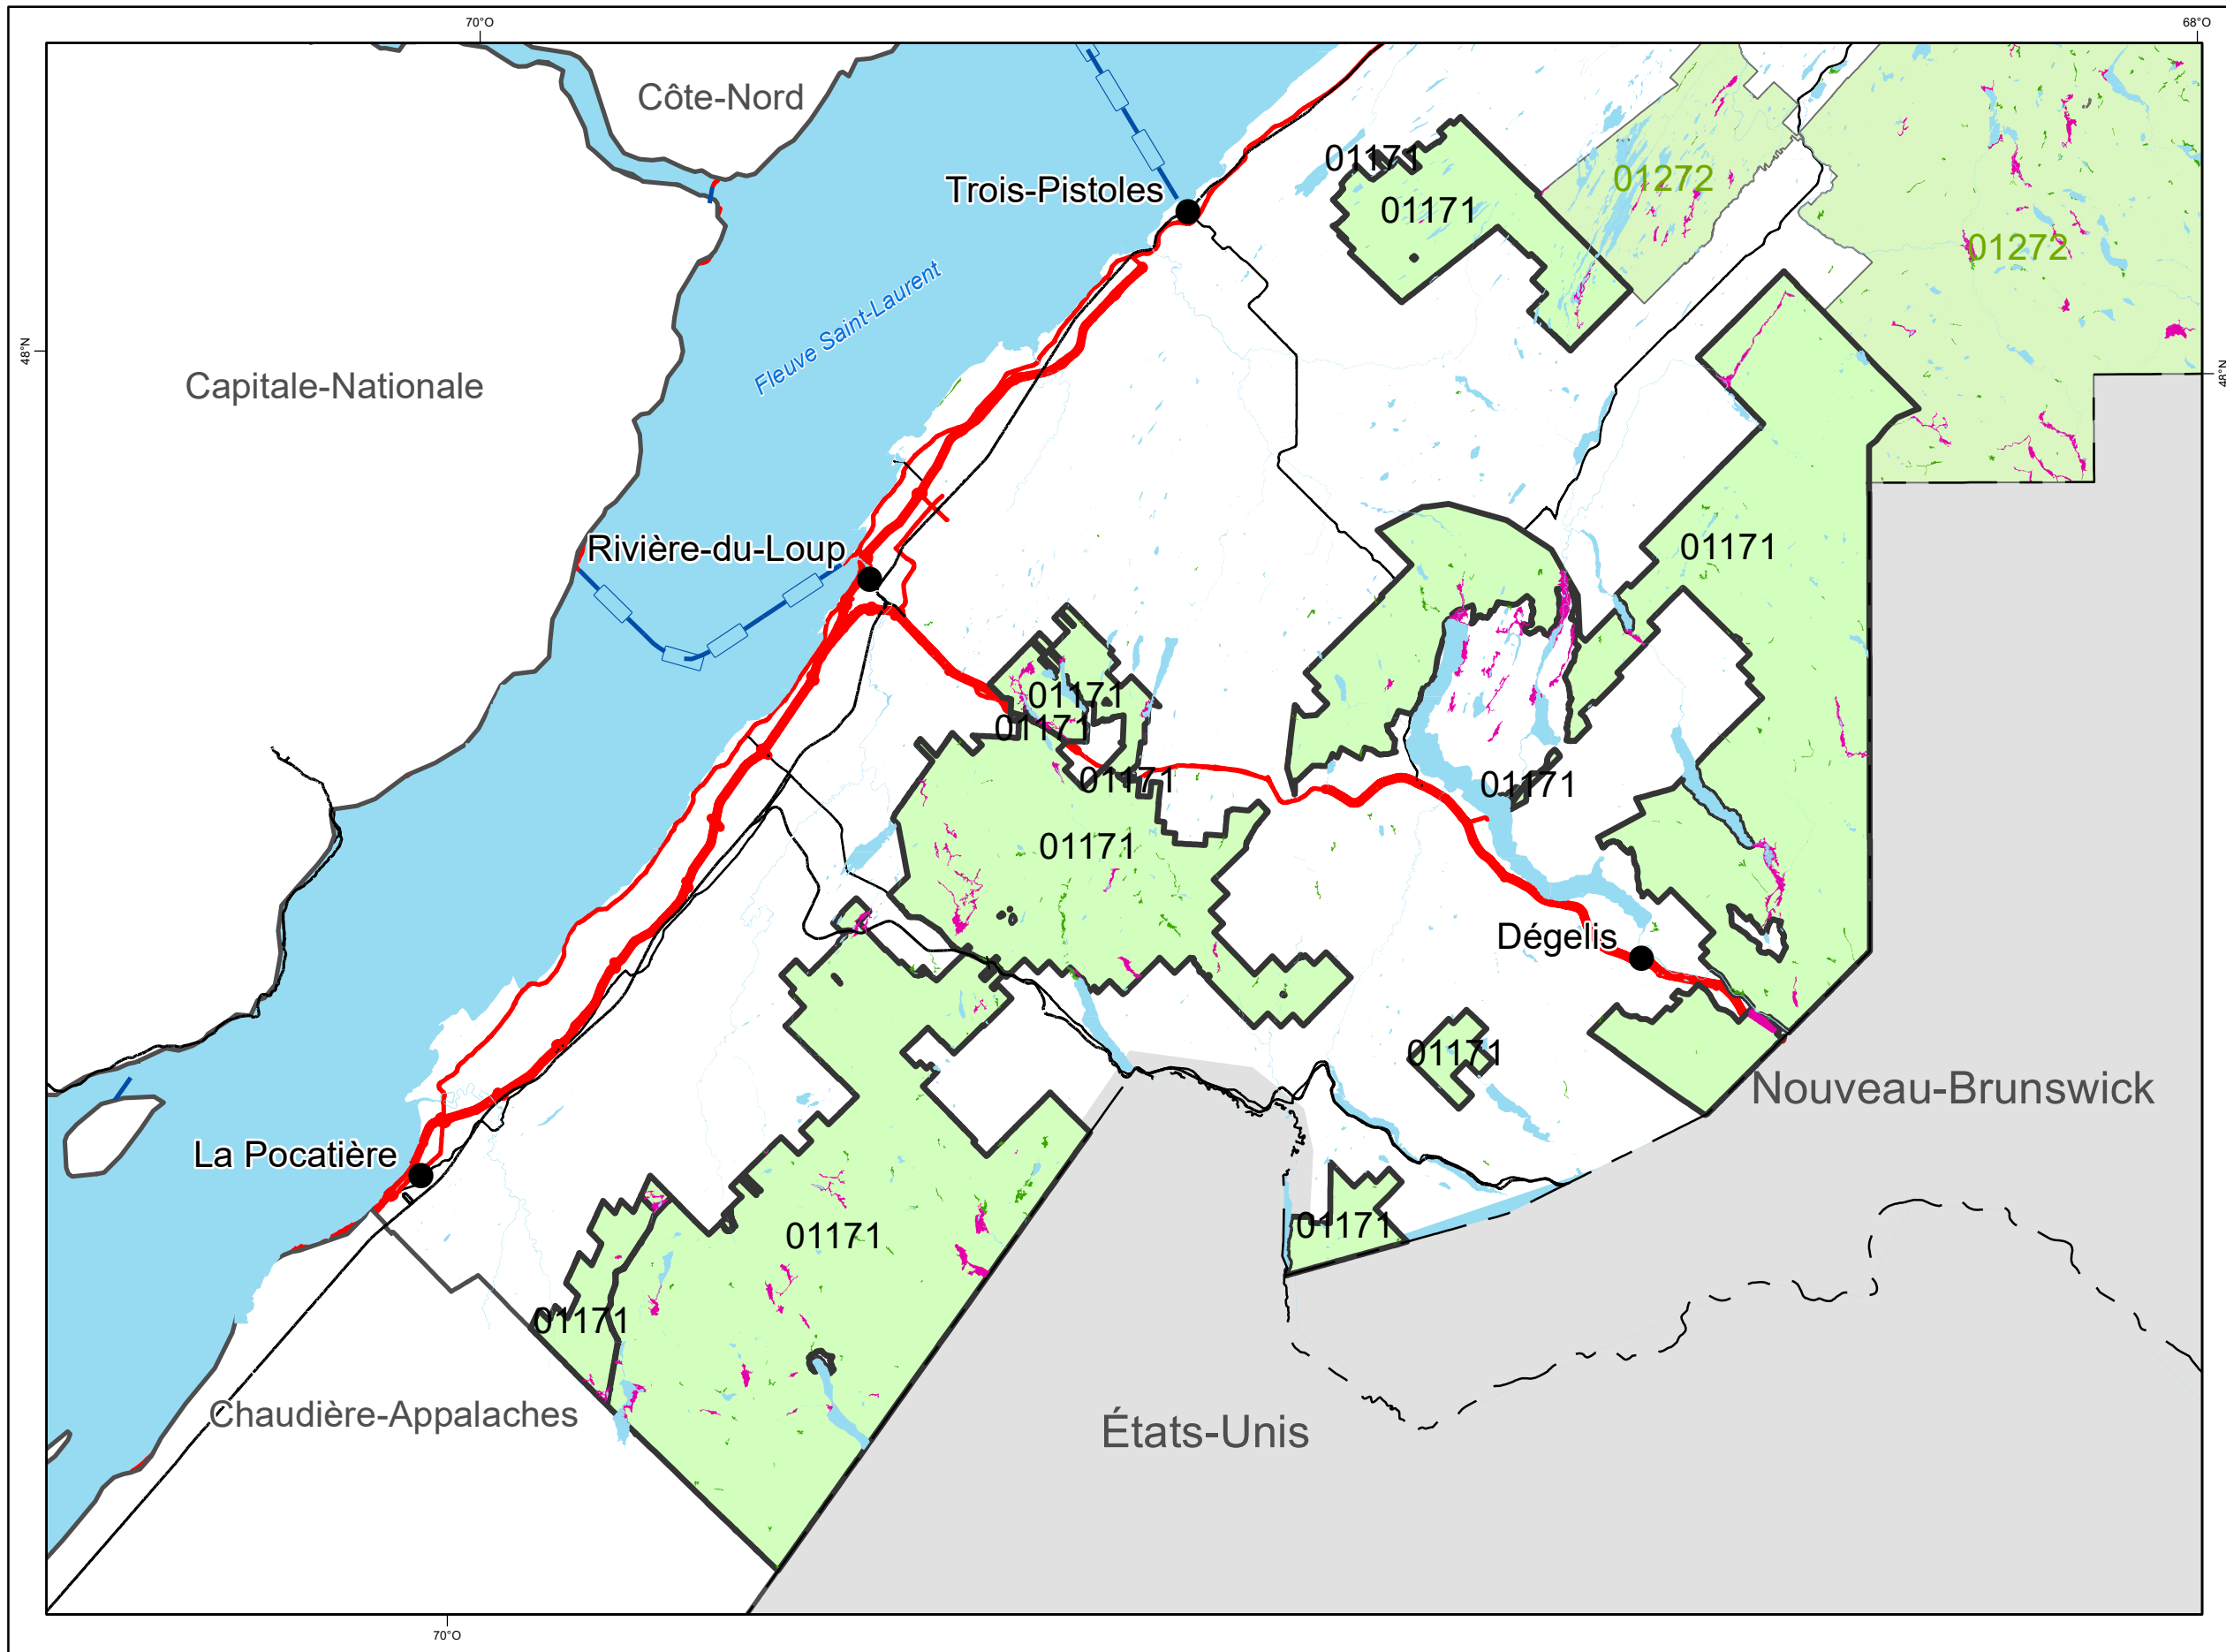 70°O
68°O
Côte-Nord
01171
01272
Trois-Pistoles
01171
01272
Fleuve Saint-Laurent
48°N
48°N
Capitale-Nationale
Rivière-du-Loup
01171
01171
01171
01171
01171
01171
Dégelis
01171
Nouveau-Brunswick
La Pocatière
01171
01171
01171
Chaudière-Appalaches
États-Unis
70°O